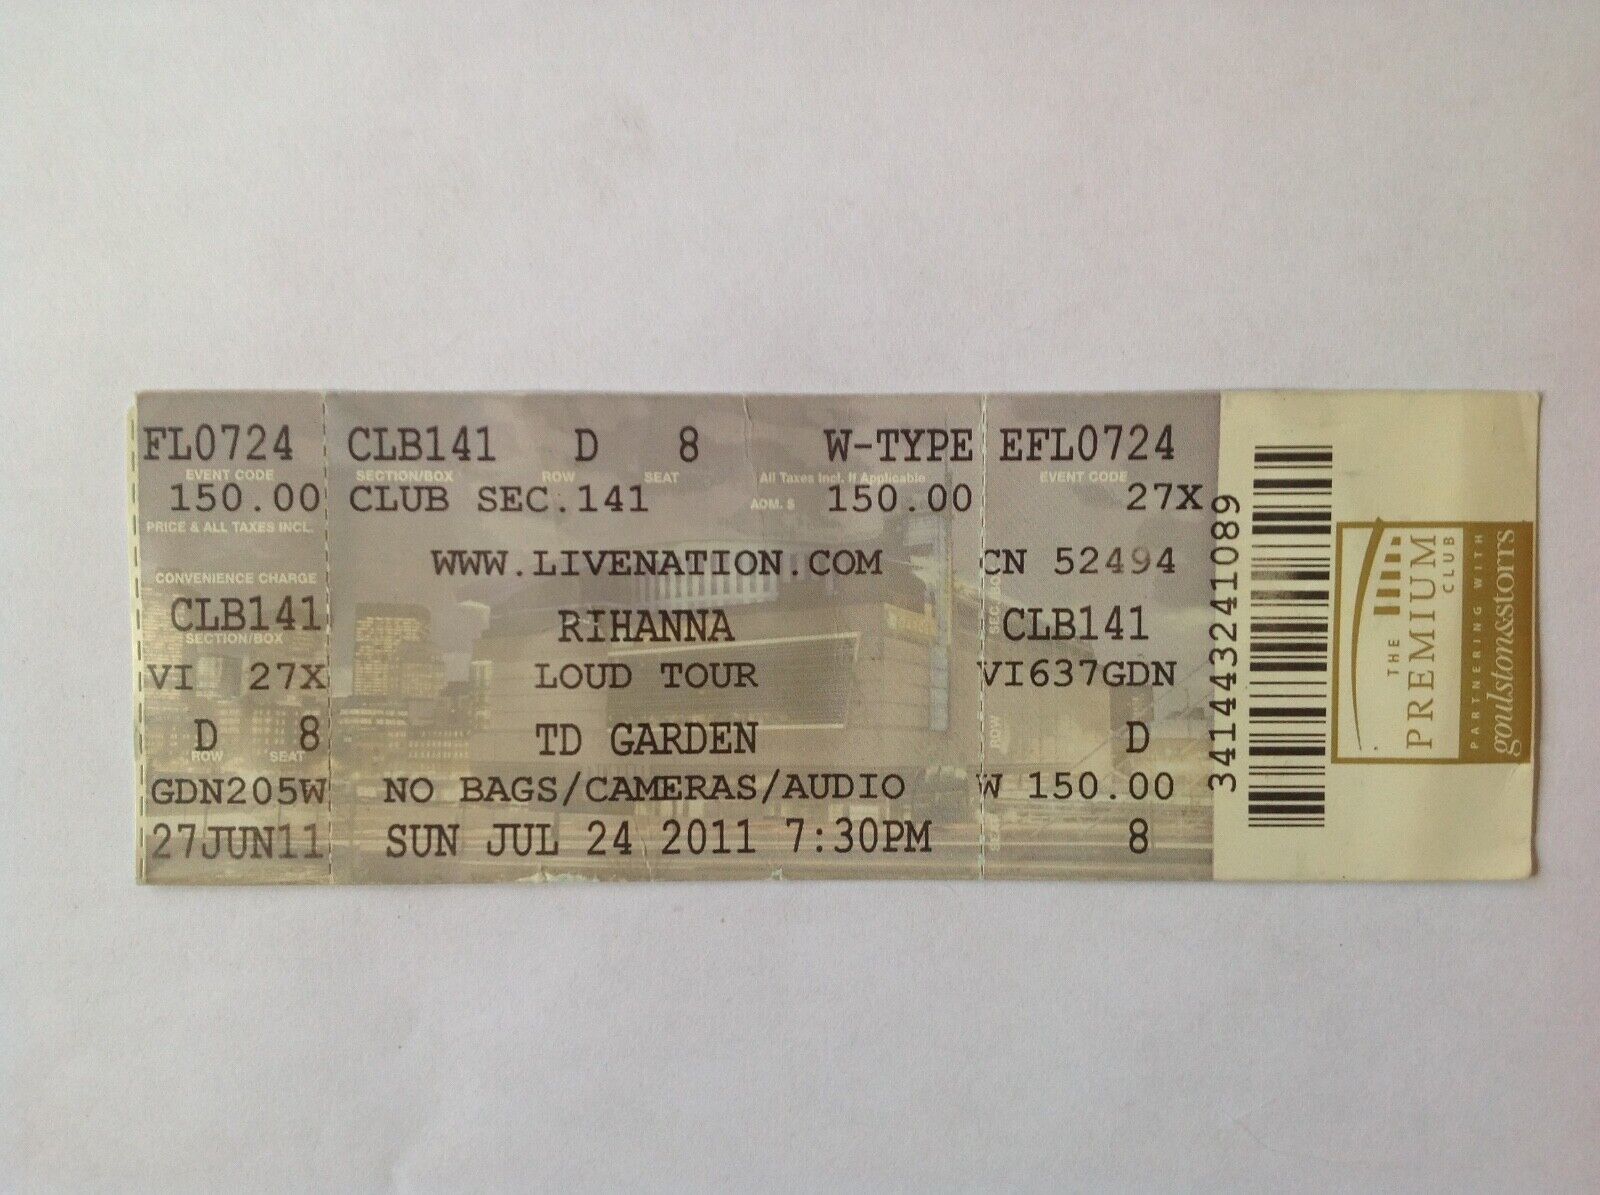 FL0724
EVENT CODE
150.00
PRICE & ALL TAXES INCL.
CONVENIENCE CHARGE
CLB141
SECTION/BOX
VI 27X
D 8
ROW SEAT
GDN205W
27JUN11
CLB141 D 8 W-TYPE
SECTION/BOX ROW SEAT All Taxes Incl. If Applicable
CLUB SEC.141 ADM. $ 150.00
WWW.LIVENATION.COM
RIHANNA
LOUD TOUR
TD GARDEN
NO BAGS/CAMERAS/AUDIO
SUN JUL 24 2011 7:30PM
EFL0724
EVENT CODE
27X
CN 52494
CLB141
VI637GDN
ROW
D
W 150.00
SEAT
8
341443241089
THE
PREMIUM
CLUB
PARTNERING WITH
goulston&storrs